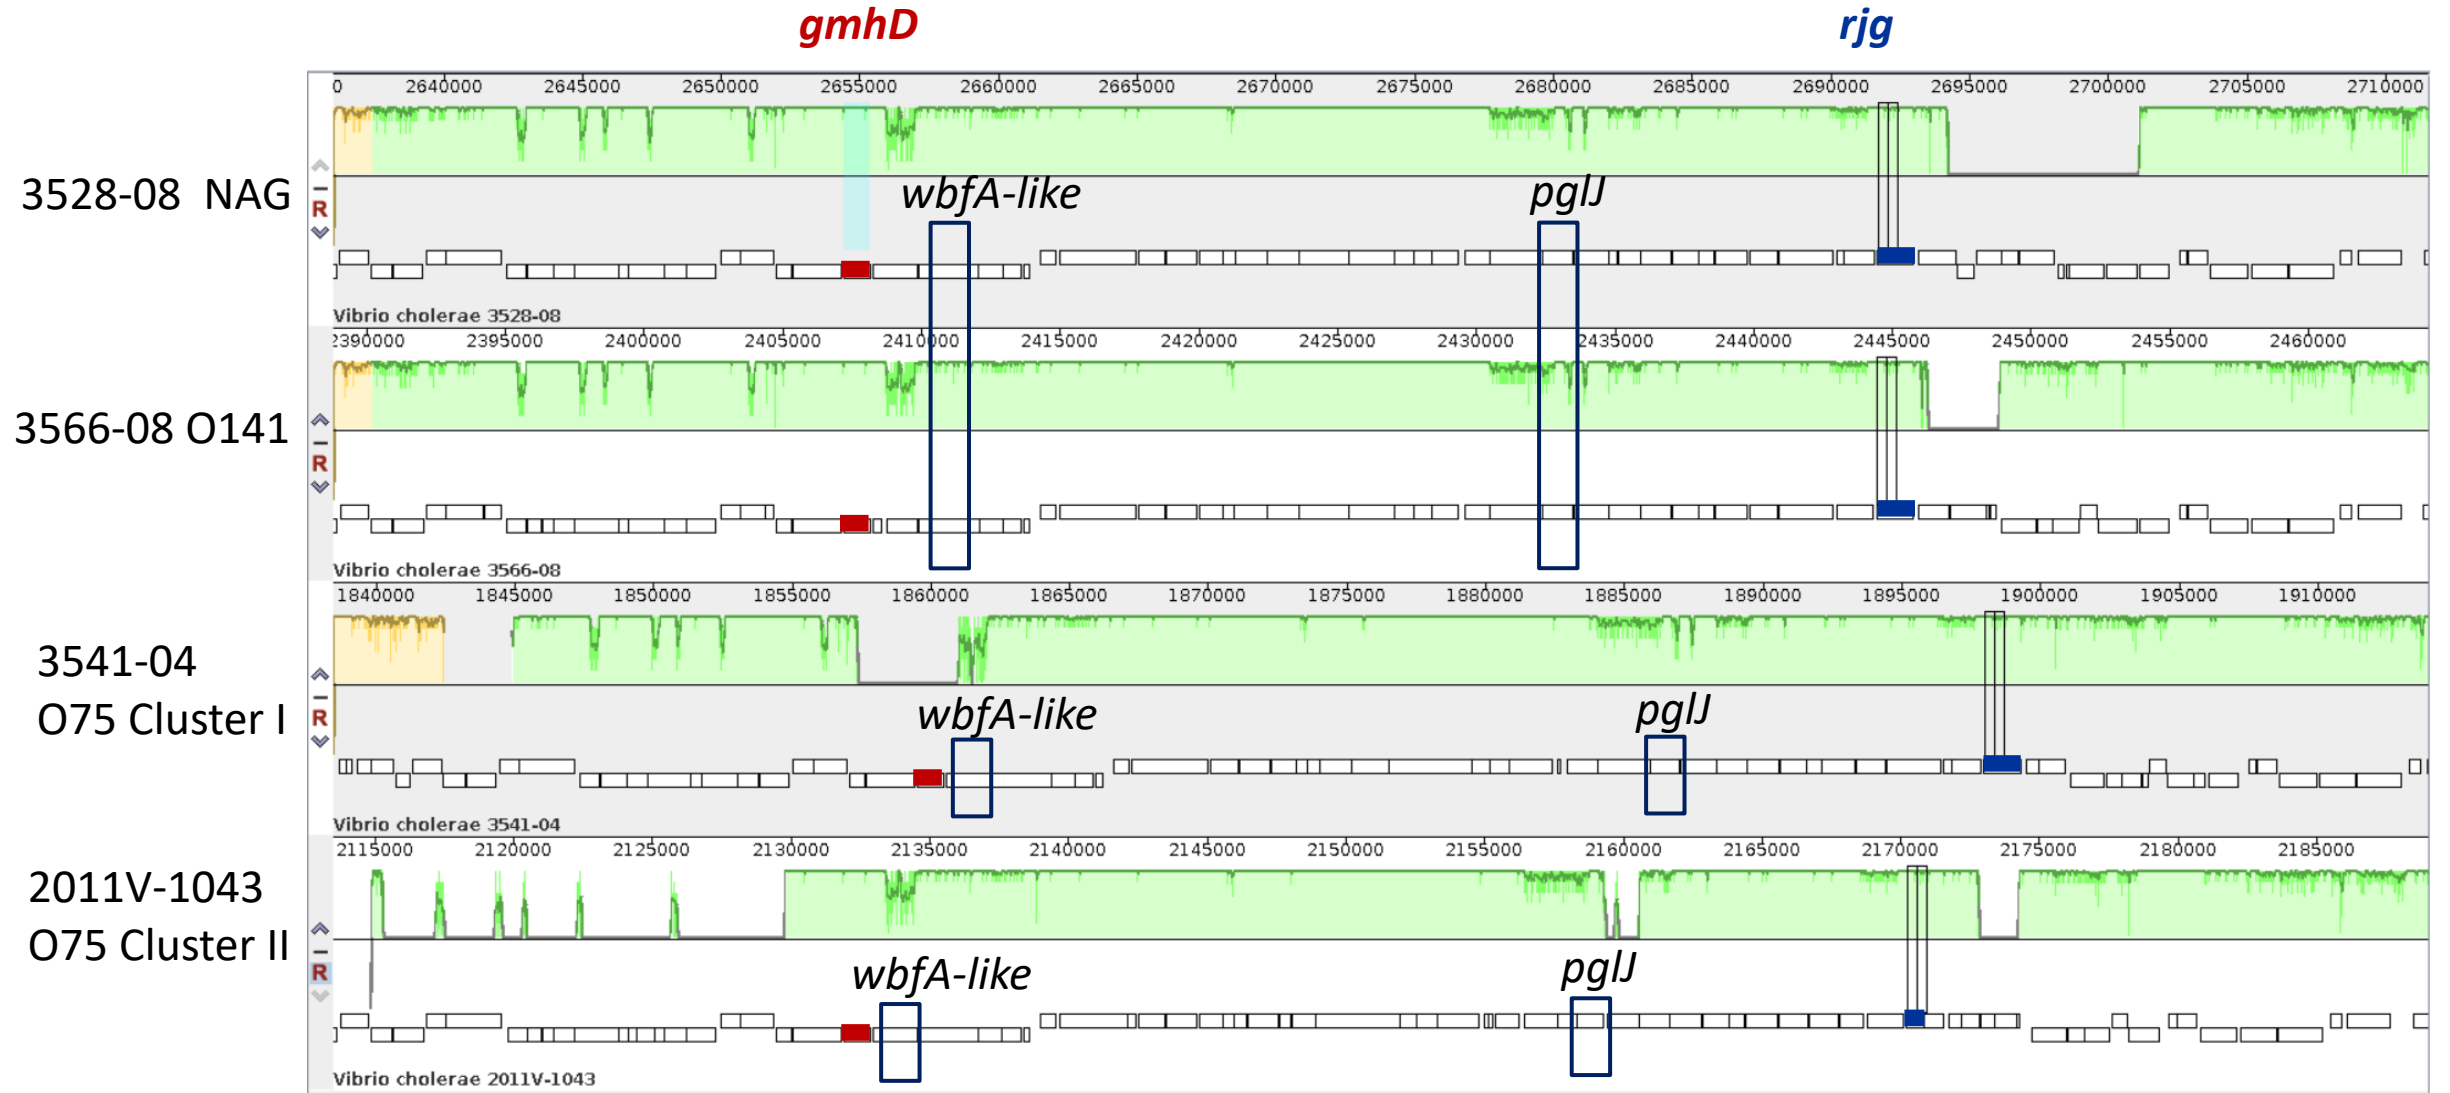 gmhD rjg
0 2640000 2645000 2650000 2655000 2660000 2665000 2670000 2675000 2680000 2685000 2690000 2695000 2700000 2705000 2710000
3528-08 NAG
R
wbfA-like pglJ
Vibrio cholerae 3528-08
2390000 2395000 2400000 2405000 2410000 2415000 2420000 2425000 2430000 2435000 2440000 2445000 2450000 2455000 2460000
3566-08 O141
R
Vibrio cholerae 3566-08
1840000 1845000 1850000 1855000 1860000 1865000 1870000 1875000 1880000 1885000 1890000 1895000 1900000 1905000 1910000
3541-04
O75 Cluster I
R
wbfA-like pglJ
Vibrio cholerae 3541-04
2115000 2120000 2125000 2130000 2135000 2140000 2145000 2150000 2155000 2160000 2165000 2170000 2175000 2180000 2185000
2011V-1043
O75 Cluster II
R
wbfA-like pglJ
Vibrio cholerae 2011V-1043